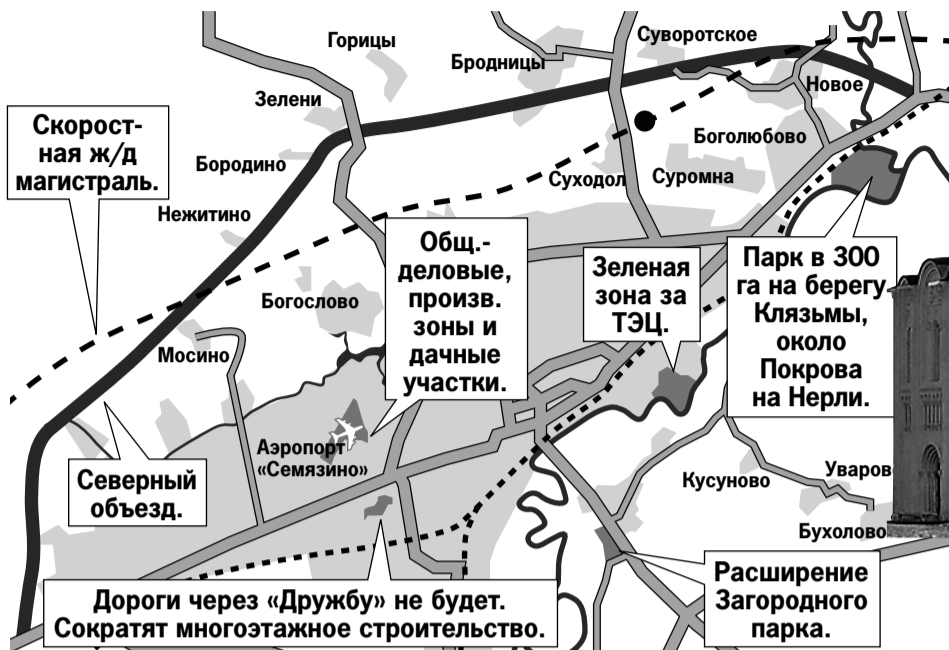 Горицы
Бродницы
Суворотское
Новое
Зелени
Скорост-
ная ж/д
магистраль.
Бородино
Боголюбово
Суходол
Суромна
Нежитино
Общ.-
деловые,
произв.
зоны и
дачные
участки.
Зеленая
зона за
ТЭЦ.
Парк в 300
га на берегу
Клязьмы,
около
Покрова
на Нерли.
Богослово
Мосино
Аэропорт
«Семязино»
Северный
объезд.
Кусуново
Уварово
Бухолово
Дороги через «Дружбу» не будет.
Сократят многоэтажное строительство.
Расширение
Загородного
парка.